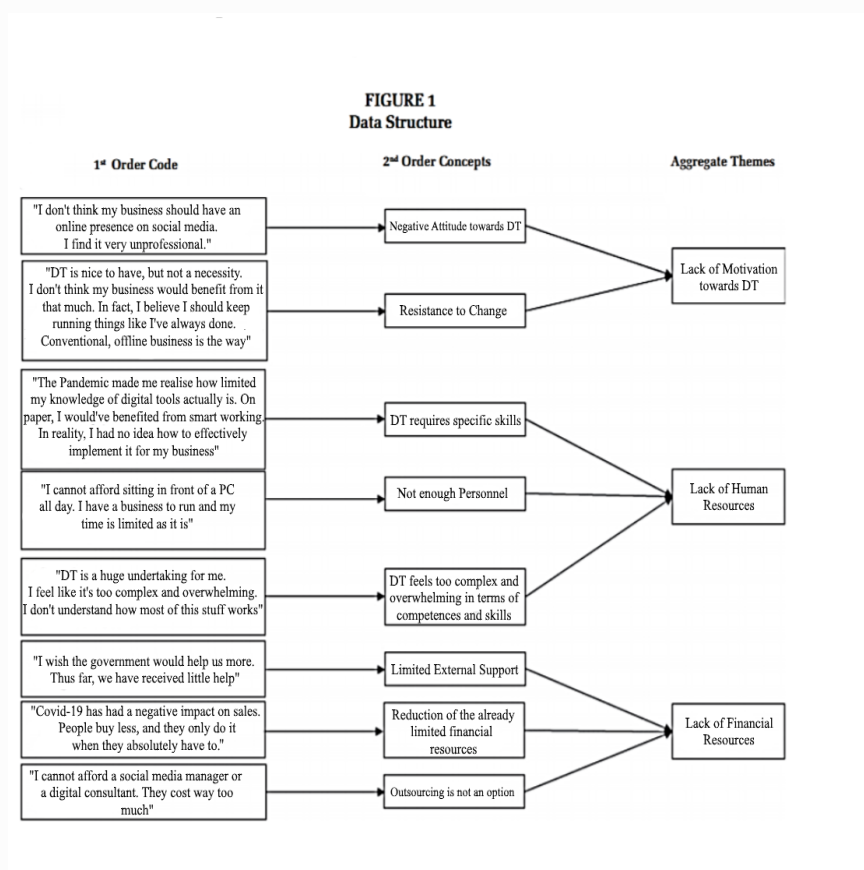 FIGURE 1
Data Structure
1st Order Code
2nd Order Concepts
Aggregate Themes
"I don't think my business should have an
online presence on social media.
I find it very unprofessional."
Negative Attitude towards DT
"DT is nice to have, but not a necessity.
I don't think my business would benefit from it
that much. In fact, I believe I should keep
running things like I've always done.
Conventional, offline business is the way"
Resistance to Change
Lack of Motivation
towards DT
"The Pandemic made me realise how limited
my knowledge of digital tools actually is. On
paper, I would've benefited from smart working.
In reality, I had no idea how to effectively
implement it for my business"
DT requires specific skills
"I cannot afford sitting in front of a PC
all day. I have a business to run and my
time is limited as it is"
Not enough Personnel
"DT is a huge undertaking for me.
I feel like it's too complex and overwhelming.
I don't understand how most of this stuff works"
DT feels too complex and
overwhelming in terms of
competences and skills
Lack of Human
Resources
"I wish the government would help us more.
Thus far, we have received little help"
Limited External Support
"Covid-19 has had a negative impact on sales.
People buy less, and they only do it
when they absolutely have to."
Reduction of the already
limited financial
resources
"I cannot afford a social media manager or
a digital consultant. They cost way too
much"
Outsourcing is not an option
Lack of Financial
Resources